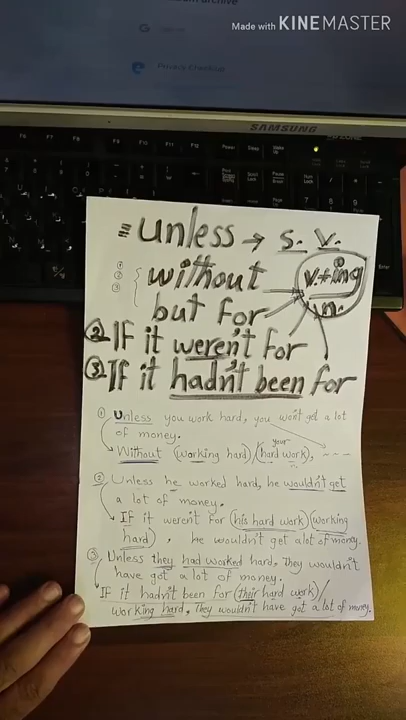 Made with KINEMASTER
SAMSUNG
≡ unless → s. v.
① ② ③ { without v.+ing
but for n.
② If it weren't for
③ If it hadn't been for
① Unless you work hard, you won't get a lot
of money.
your
Without (working hard)/(hard work), ~ ~ ~
② Unless he worked hard, he wouldn't get
a lot of money.
If it weren't for (his hard work)(working
hard), he wouldn't get alot of money.
③ Unless they had worked hard, They wouldn't
have got a lot of money.
If it hadn't been for (their hard work)/
working hard, They wouldn't have got a lot of money.